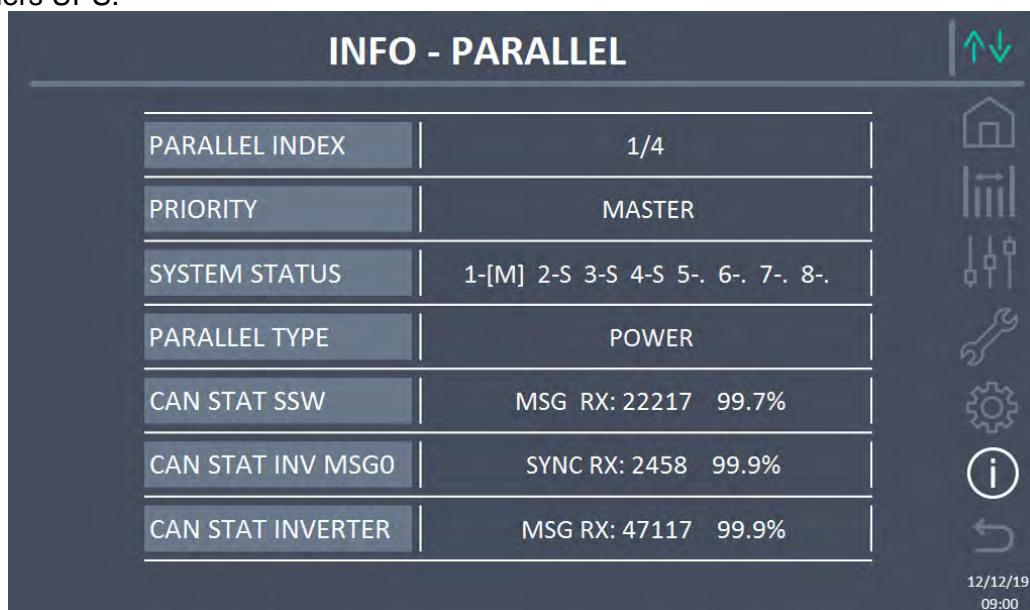 INFO - PARALLEL
PARALLEL INDEX 1/4
PRIORITY MASTER
SYSTEM STATUS 1-[M] 2-S 3-S 4-S 5-. 6-. 7-. 8-.
PARALLEL TYPE POWER
CAN STAT SSW MSG RX: 22217 99.7%
CAN STAT INV MSG0 SYNC RX: 2458 99.9%
CAN STAT INVERTER MSG RX: 47117 99.9%
12/12/19
09:00